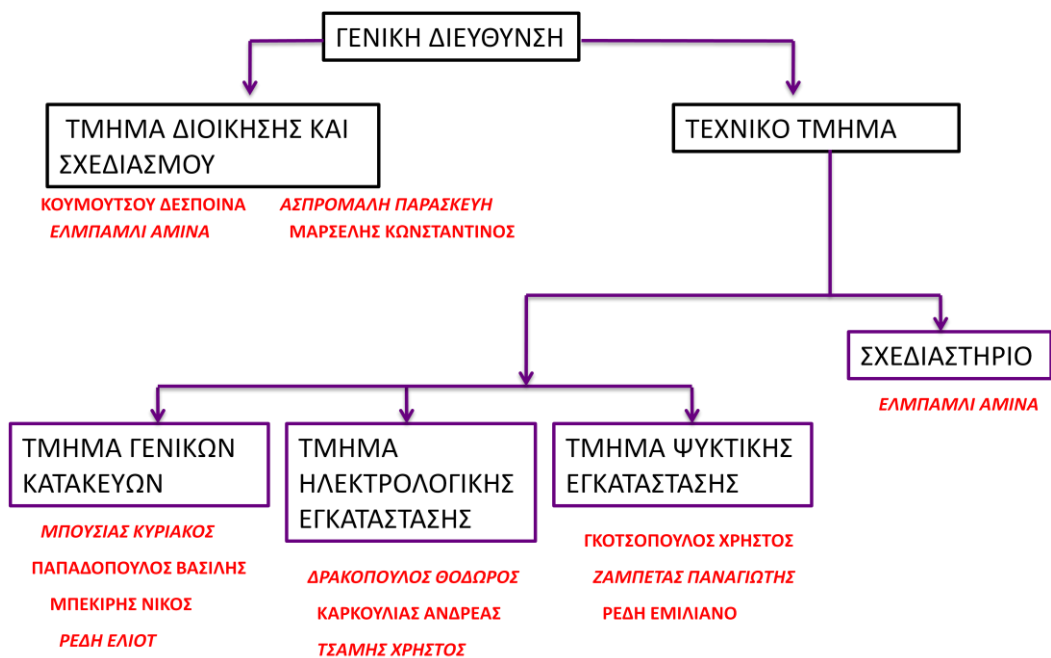 ΓΕΝΙΚΗ ΔΙΕΥΘΥΝΣΗ
ΤΜΗΜΑ ΔΙΟΙΚΗΣΗΣ ΚΑΙ
ΣΧΕΔΙΑΣΜΟΥ
ΤΕΧΝΙΚΟ ΤΜΗΜΑ
ΚΟΥΜΟΥΤΣΟΥ ΔΕΣΠΟΙΝΑ ΑΣΠΡΟΜΑΛΗ ΠΑΡΑΣΚΕΥΗ
ΕΛΜΠΑΜΛΙ ΑΜΙΝΑ ΜΑΡΣΕΛΗΣ ΚΩΝΣΤΑΝΤΙΝΟΣ
ΣΧΕΔΙΑΣΤΗΡΙΟ
ΕΛΜΠΑΜΛΙ ΑΜΙΝΑ
ΤΜΗΜΑ ΓΕΝΙΚΩΝ
ΚΑΤΑΚΕΥΩΝ
ΜΠΟΥΣΙΑΣ ΚΥΡΙΑΚΟΣ
ΠΑΠΑΔΟΠΟΥΛΟΣ ΒΑΣΙΛΗΣ
ΜΠΕΚΙΡΗΣ ΝΙΚΟΣ
ΡΕΔΗ ΕΛΙΟΤ
ΤΜΗΜΑ
ΗΛΕΚΤΡΟΛΟΓΙΚΗΣ
ΕΓΚΑΤΑΣΤΑΣΗΣ
ΔΡΑΚΟΠΟΥΛΟΣ ΘΟΔΩΡΟΣ
ΚΑΡΚΟΥΛΙΑΣ ΑΝΔΡΕΑΣ
ΤΣΑΜΗΣ ΧΡΗΣΤΟΣ
ΤΜΗΜΑ ΨΥΚΤΙΚΗΣ
ΕΓΚΑΤΑΣΤΑΣΗΣ
ΓΚΟΤΣΟΠΟΥΛΟΣ ΧΡΗΣΤΟΣ
ΖΑΜΠΕΤΑΣ ΠΑΝΑΓΙΩΤΗΣ
ΡΕΔΗ ΕΜΙΛΙΑΝΟ